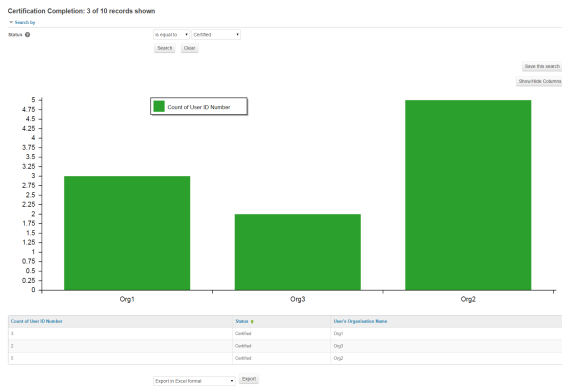 Certification Completion: 3 of 10 records shown
Search by
Status
is equal to Certified
Search Clear
Save this search
Show/Hide Columns
Count of User ID Number
5
4.75
4.5
4.25
4
3.75
3.5
3.25
3
2.75
2.5
2.25
2
1.75
1.5
1.25
1
0.75
0.5
0.25
0
Org1 Org3 Org2
Count of User ID Number Status User's Organisation Name
3 Certified Org1
2 Certified Org3
5 Certified Org2
Export in Excel format Export